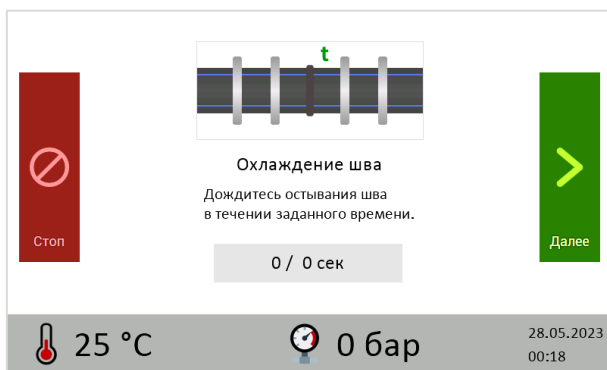 t
Охлаждение шва
Дождитесь остывания шва
в течении заданного времени.
0 / 0 сек
Стоп
Далее
25 °C
0 бар
28.05.2023
00:18